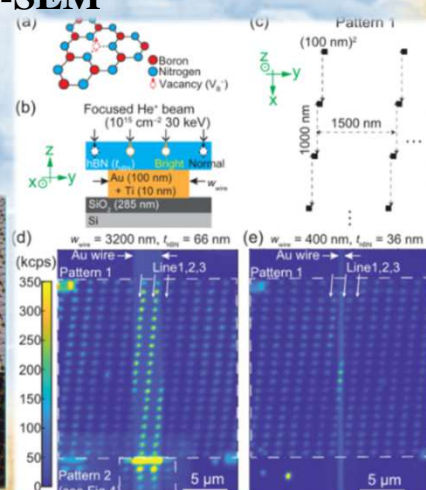 -SEM
(a)
Boron
Nitrogen
Vacancy (V_B⁻)
(b)
Focused He⁺ beam
(10¹⁵ cm⁻² 30 keV)
hBN (t_hBN) Bright Normal
Au (100 nm)
+ Ti (10 nm)
w_wire
SiO₂ (285 nm)
Si
z
x y
(c)
Pattern 1
(100 nm)²
z y
x
1000 nm
1500 nm
...
(d) w_wire = 3200 nm, t_hBN = 66 nm
(kcps)
Au wire
Line1,2,3
Pattern 1
350
300
250
200
150
100
50
0
Pattern 2
5 μm
(e) w_wire = 400 nm, t_hBN = 36 nm
Au wire
Line1,2,3
Pattern 1
5 μm